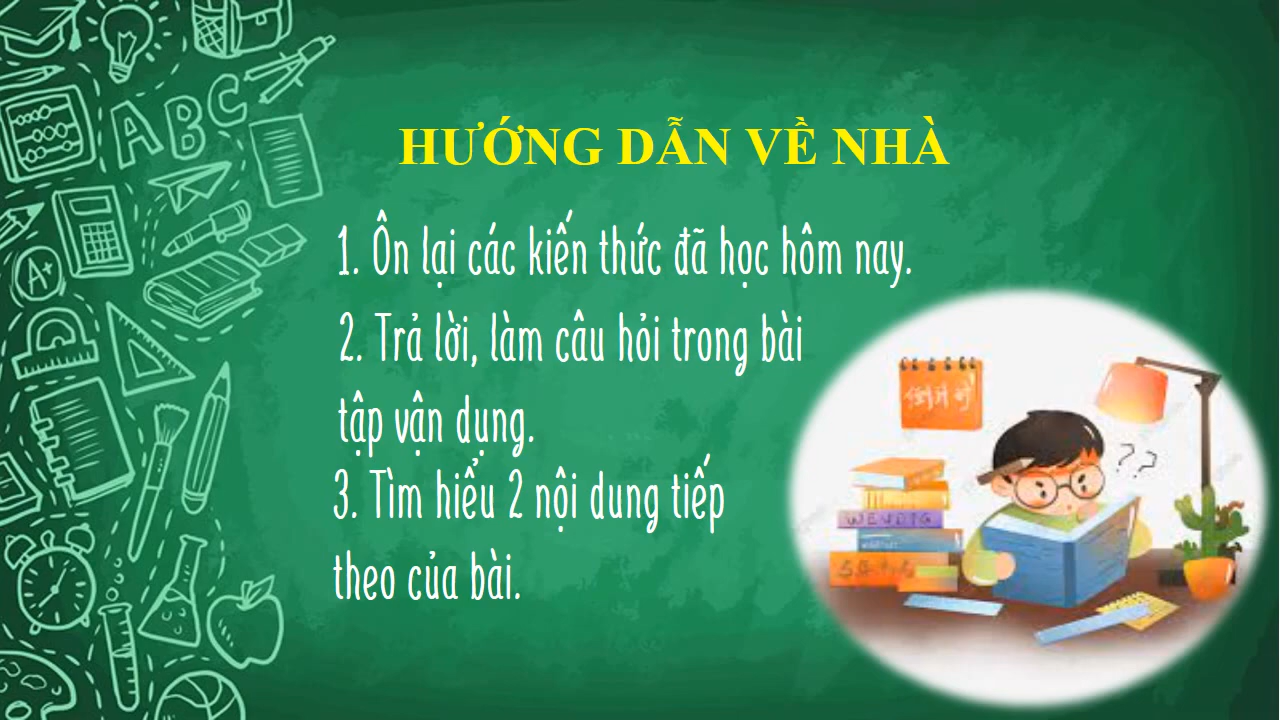 HƯỚNG DẪN VỀ NHÀ
1. Ôn lại các kiến thức đã học hôm nay.
2. Trả lời, làm câu hỏi trong bài
tập vận dụng.
3. Tìm hiểu 2 nội dung tiếp
theo của bài.
ABC
A+
??